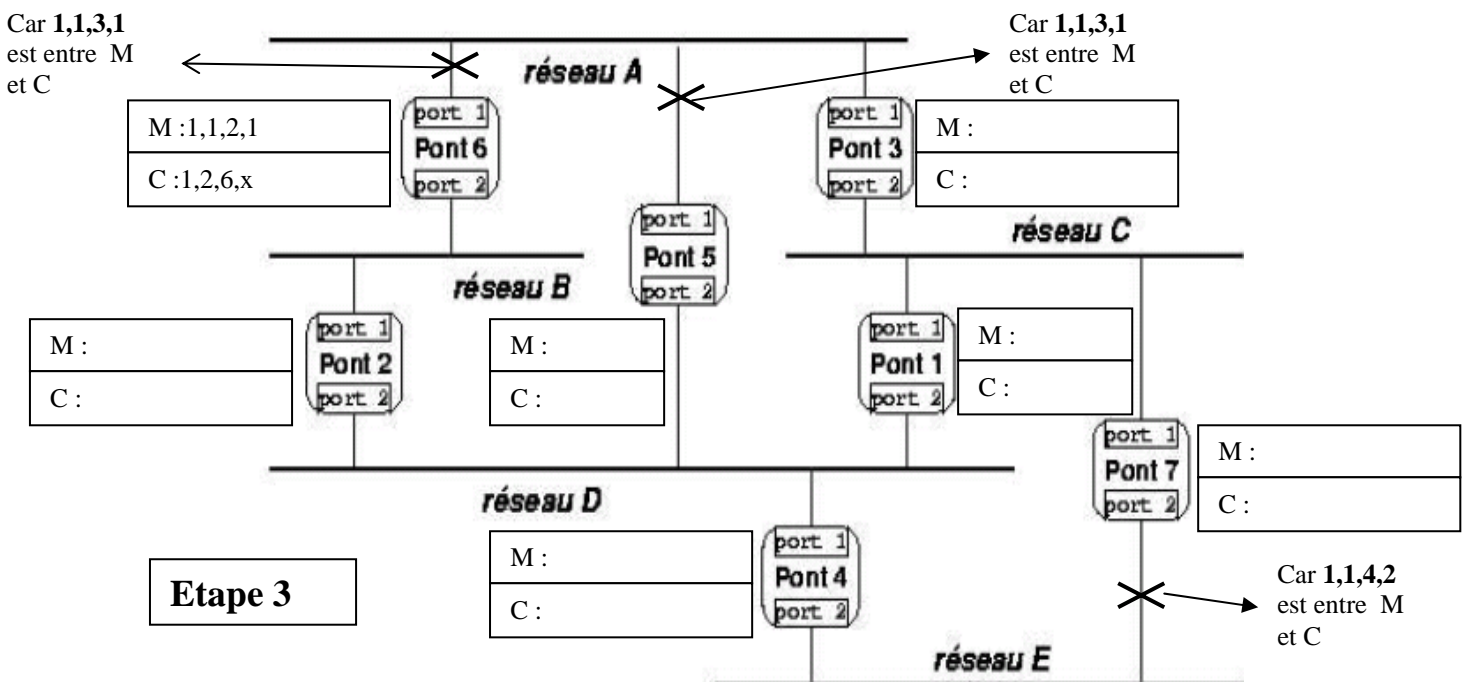 Car 1,1,3,1
est entre M
et C
Car 1,1,3,1
est entre M
et C
réseau A
port 1
Pont 6
port 2
M :1,1,2,1
C :1,2,6,x
port 1
Pont 3
port 2
M :
C :
réseau C
port 1
Pont 5
port 2
M :
C :
réseau B
M :
C :
port 1
Pont 2
port 2
port 1
Pont 1
port 2
M :
C :
port 1
Pont 7
port 2
M :
C :
réseau D
Etape 3
M :
C :
port 1
Pont 4
port 2
Car 1,1,4,2
est entre M
et C
réseau E